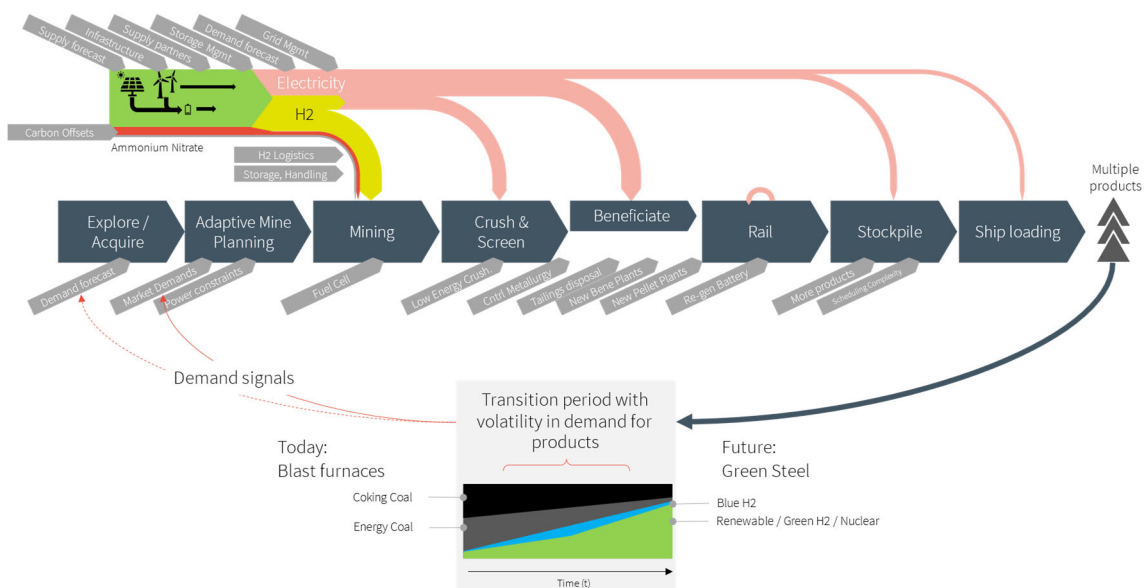 Supply forecast
Infrastructure
Supply partners
Storage Mgmt
Demand forecast
Grid Mgmt
Electricity
H2
Carbon Offsets
Ammonium Nitrate
H2 Logistics
Storage, Handling
Multiple
products
Explore /
Acquire
Adaptive Mine
Planning
Mining
Crush &
Screen
Beneficiate
Rail
Stockpile
Ship loading
Demand forecast
Market Demands
Power constraints
Fuel Cell
Low Energy Crush.
Cntrl Metallurgy
Tailings disposal
New Bene Plants
New Pellet Plants
Re-gen Battery
More products
Scheduling Complexity
Demand signals
Transition period with
volatility in demand for
products
Today:
Blast furnaces
Future:
Green Steel
Coking Coal
Energy Coal
Blue H2
Renewable / Green H2 / Nuclear
Time (t)